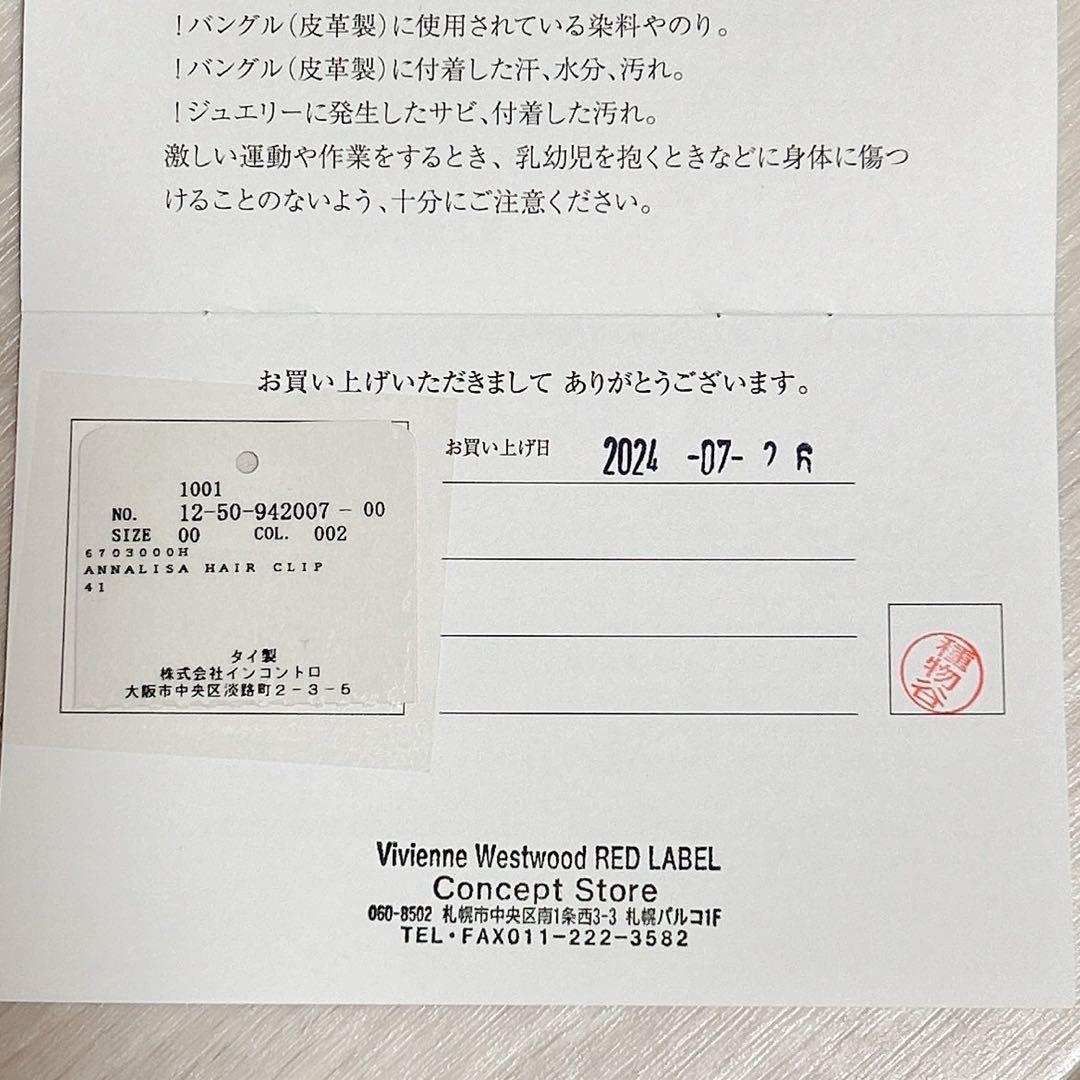 ！バングル（皮革製）に使用されている染料やのり。
！バングル（皮革製）に付着した汗、水分、汚れ。
！ジュエリーに発生したサビ、付着した汚れ。
激しい運動や作業をするとき、乳幼児を抱くときなどに身体に傷つ
けることのないよう、十分にご注意ください。
お買い上げいただきまして ありがとうございます。
お買い上げ日 2024 -07- 26
1001
NO. 12-50-942007 - 00
SIZE 00 COL. 002
6703000H
ANNALISA HAIR CLIP
41
タイ製
株式会社インコントロ
大阪市中央区淡路町2-3-5
種物谷
Vivienne Westwood RED LABEL
Concept Store
060-8502 札幌市中央区南1条西3-3 札幌パルコ1F
TEL・FAX011-222-3582